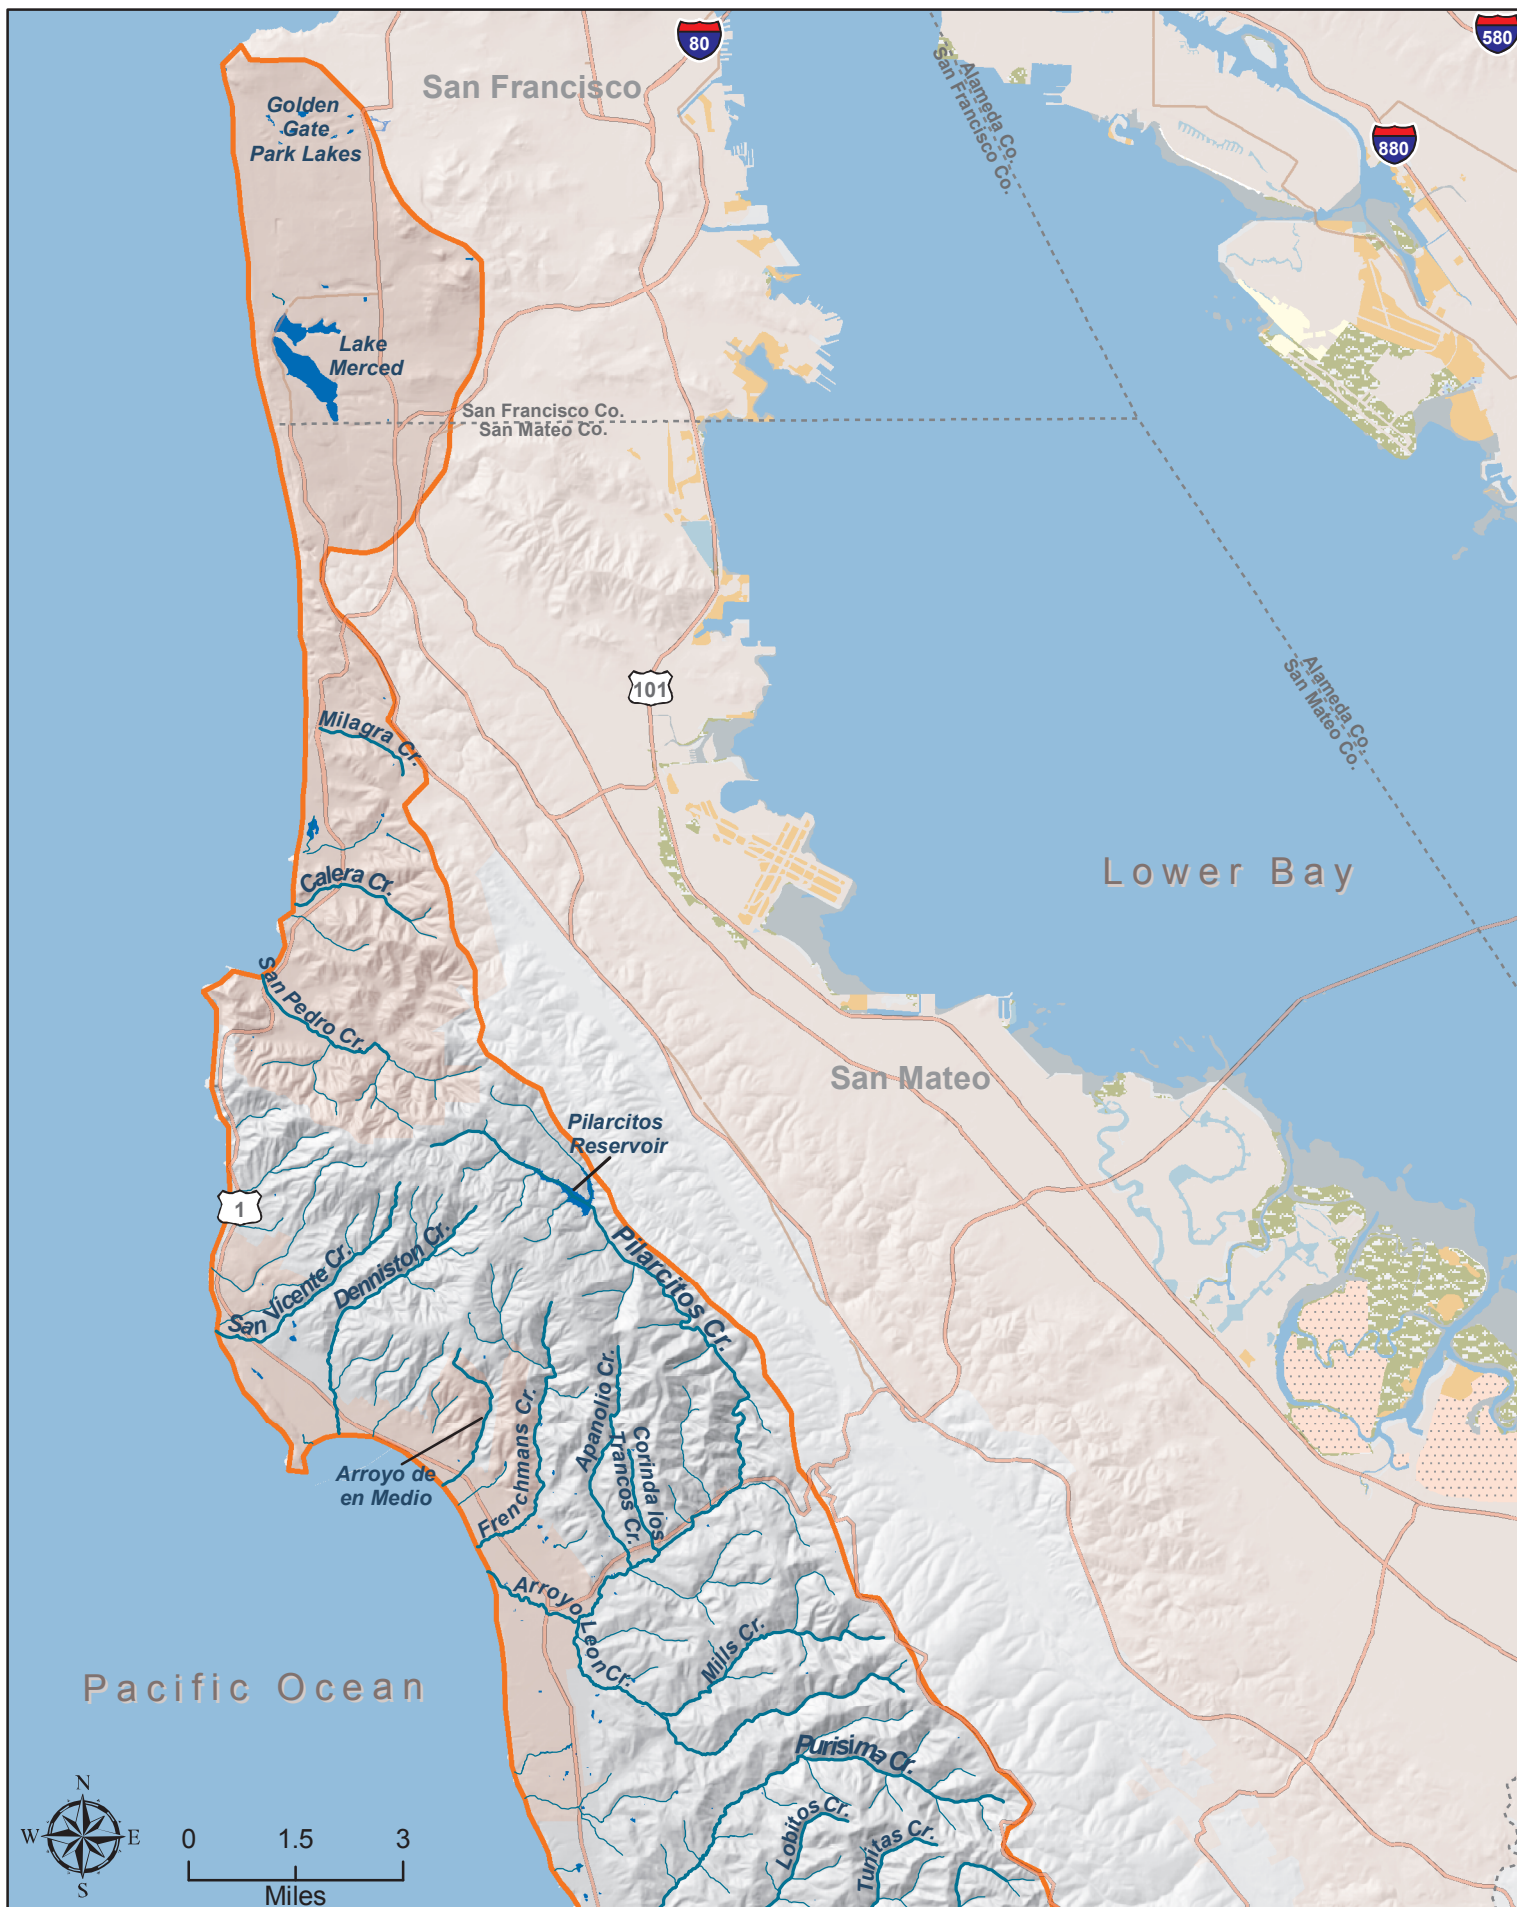 80
580
San Francisco
Alameda Co.
San Francisco Co.
Golden
Gate
Park Lakes
880
Lake
Merced
San Francisco Co.
San Mateo Co.
101
Alameda Co.
San Mateo Co.
Milagra Cr.
Lower Bay
Calera Cr.
San Pedro Cr.
San Mateo
Pilarcitos
Reservoir
1
Pilarcitos Cr.
San Vicente Cr.
Denniston Cr.
Apanolio Cr.
Frenchmans Cr.
Corinda los
Trancos Cr.
Arroyo de
en Medio
Arroyo Leon Cr.
Mills Cr.
Pacific Ocean
Purisima Cr.
Lobitos Cr.
Tunitas Cr.
N
W
E
S
0 1.5 3
Miles